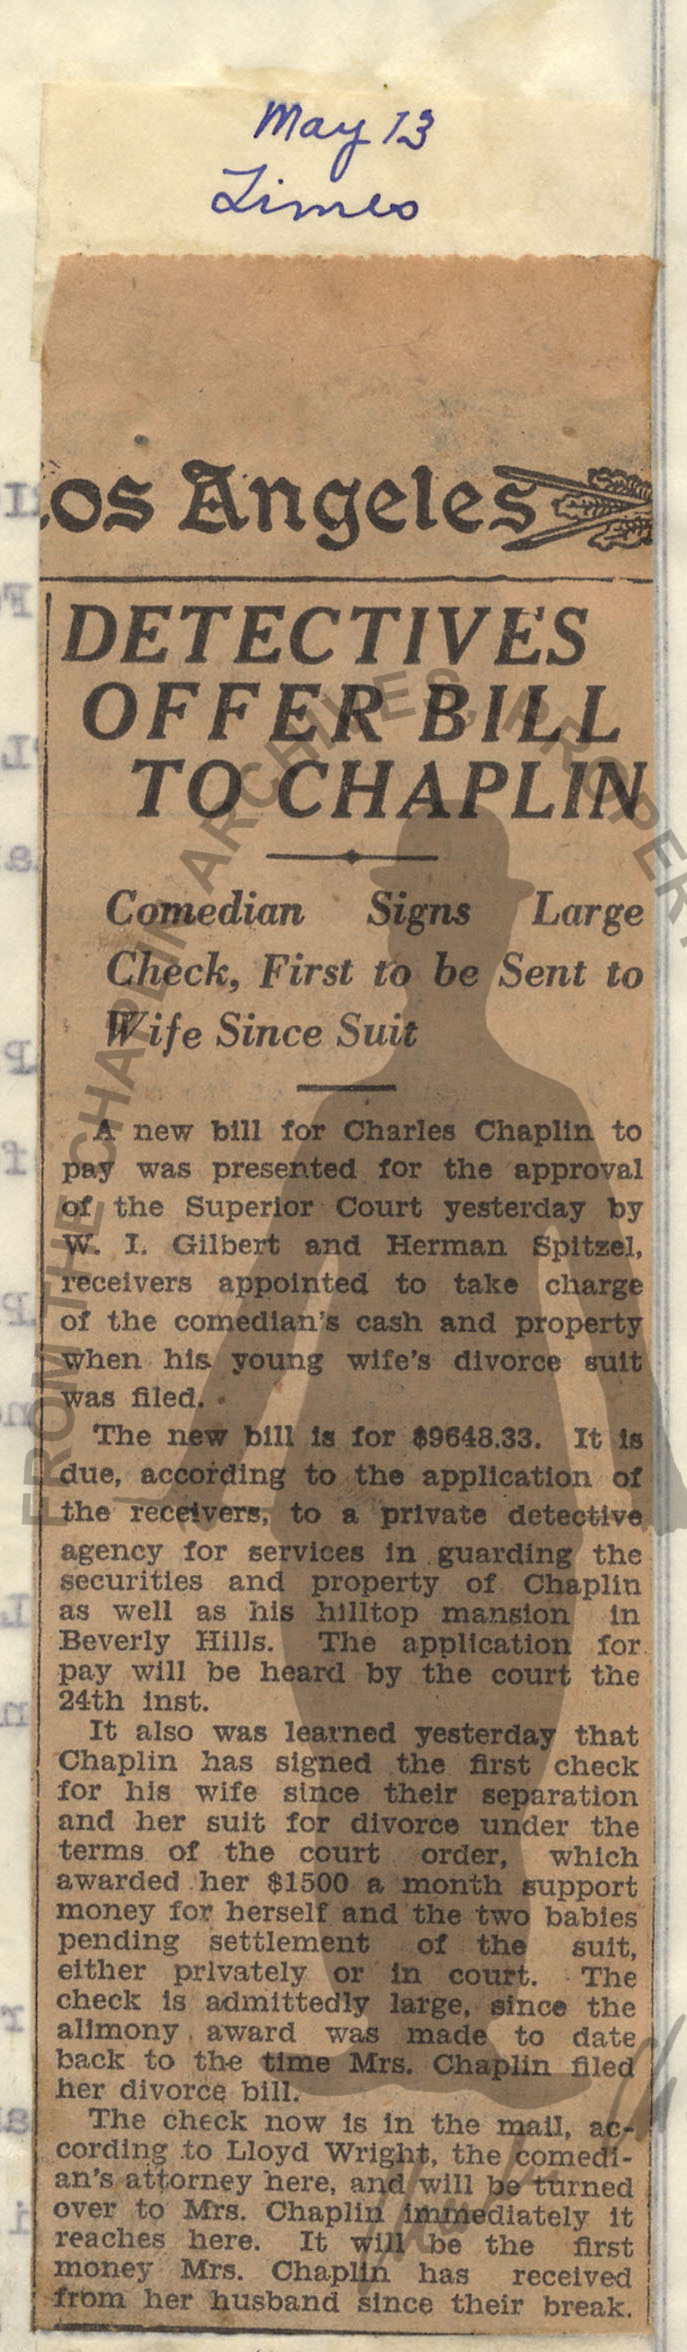 May 13
Times
os Angeles
DETECTIVES
OFFER BILL
TO CHAPLIN
Comedian Signs Large
Check, First to be Sent to
Wife Since Suit
A new bill for Charles Chaplin to
pay was presented for the approval
of the Superior Court yesterday by
W. I. Gilbert and Herman Spitzel,
receivers appointed to take charge
of the comedian's cash and property
when his young wife's divorce suit
was filed.
The new bill is for $9648.33. It is
due, according to the application of
the receivers, to a private detective
agency for services in guarding the
securities and property of Chaplin
as well as his hilltop mansion in
Beverly Hills. The application for
pay will be heard by the court the
24th inst.
It also was learned yesterday that
Chaplin has signed the first check
for his wife since their separation
and her suit for divorce under the
terms of the court order, which
awarded her $1500 a month support
money for herself and the two babies
pending settlement of the suit,
either privately or in court. The
check is admittedly large, since the
alimony award was made to date
back to the time Mrs. Chaplin filed
her divorce bill.
The check now is in the mail, ac-
cording to Lloyd Wright, the comedi-
an's attorney here, and will be turned
over to Mrs. Chaplin immediately it
reaches here. It will be the first
money Mrs. Chaplin has received
from her husband since their break.
FROM THE CHAPLIN ARCHIVES, PROPER